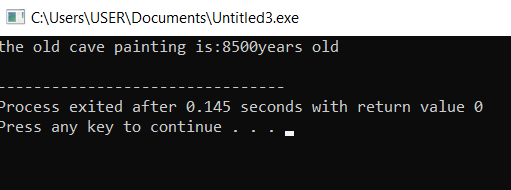 C:\Users\USER\Documents\Untitled3.exe
the old cave painting is:8500years old
--------------------------------
Process exited after 0.145 seconds with return value 0
Press any key to continue . . .